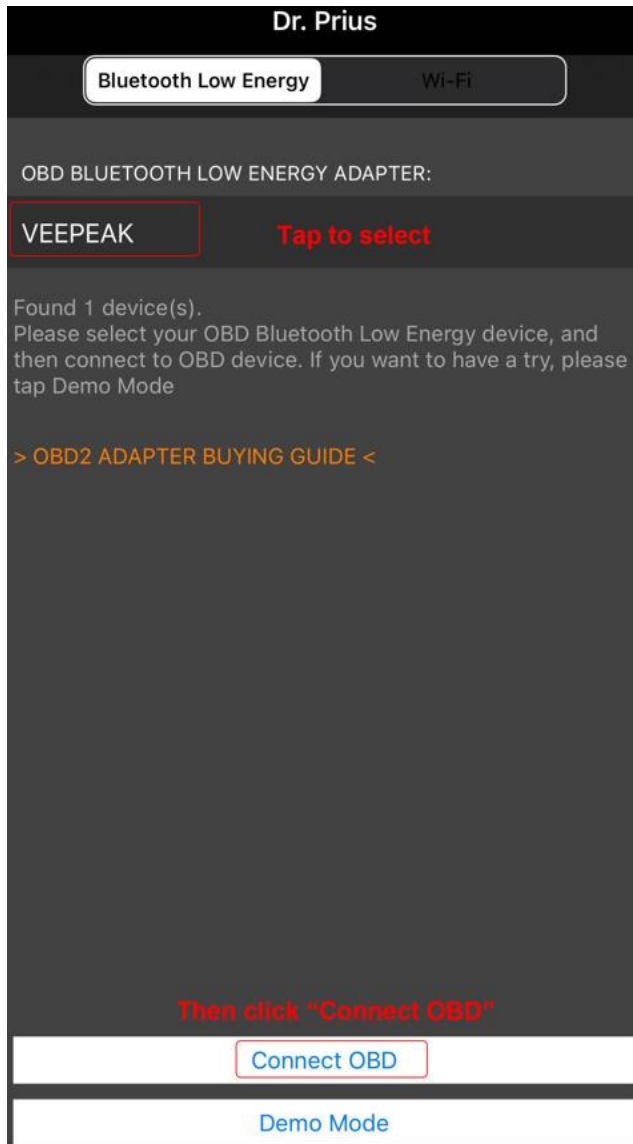 Dr. Prius
Bluetooth Low Energy Wi-Fi
OBD BLUETOOTH LOW ENERGY ADAPTER:
VEEPEAK Tap to select
Found 1 device(s).
Please select your OBD Bluetooth Low Energy device, and
then connect to OBD device. If you want to have a try, please
tap Demo Mode
> OBD2 ADAPTER BUYING GUIDE <
Then click “Connect OBD”
Connect OBD
Demo Mode